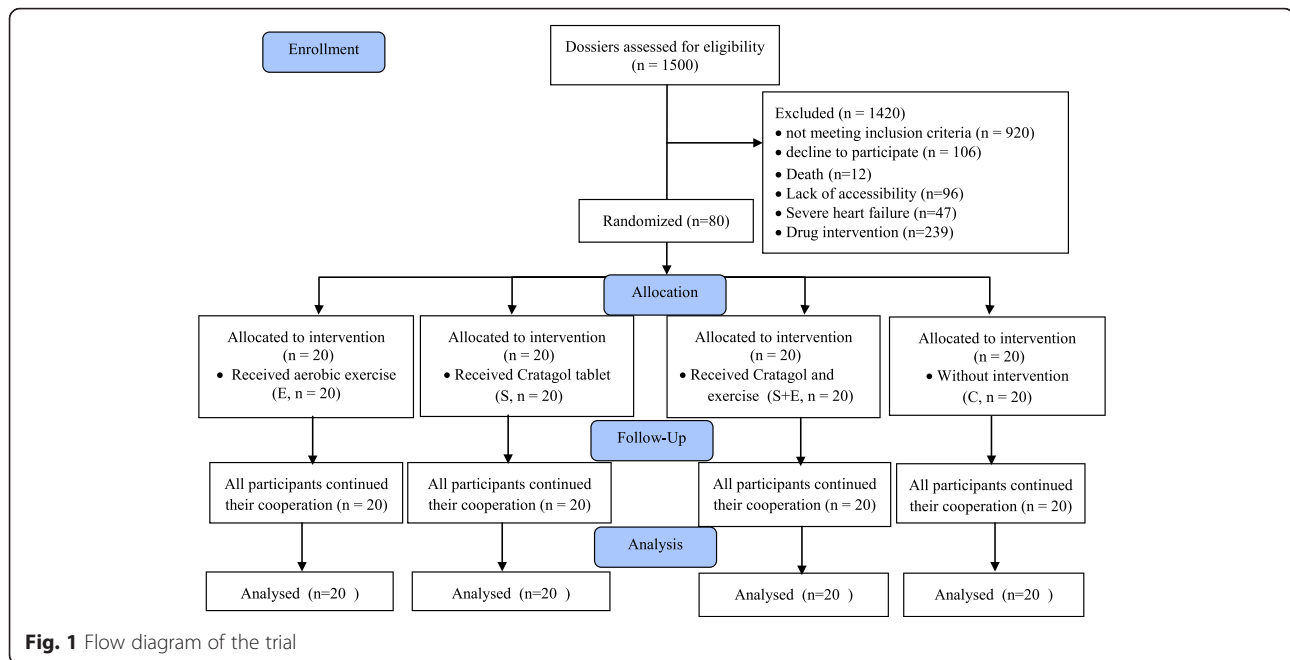 Enrollment
Dossiers assessed for eligibility
(n = 1500)
Excluded (n = 1420)
• not meeting inclusion criteria (n = 920)
• decline to participate (n = 106)
• Death (n=12)
• Lack of accessibility (n=96)
• Severe heart failure (n=47)
• Drug intervention (n=239)
Randomized (n=80)
Allocation
Allocated to intervention
(n = 20)
• Received aerobic exercise
(E, n = 20)
Allocated to intervention
(n = 20)
• Received Cratagol tablet
(S, n = 20)
Allocated to intervention
(n = 20)
• Received Cratagol and
exercise (S+E, n = 20)
Allocated to intervention
(n = 20)
• Without intervention
(C, n = 20)
Follow-Up
All participants continued
their cooperation (n = 20)
All participants continued
their cooperation (n = 20)
All participants continued
their cooperation (n = 20)
All participants continued
their cooperation (n = 20)
Analysis
Analysed (n=20 )
Analysed (n=20 )
Analysed (n=20 )
Analysed (n=20 )
Fig. 1 Flow diagram of the trial